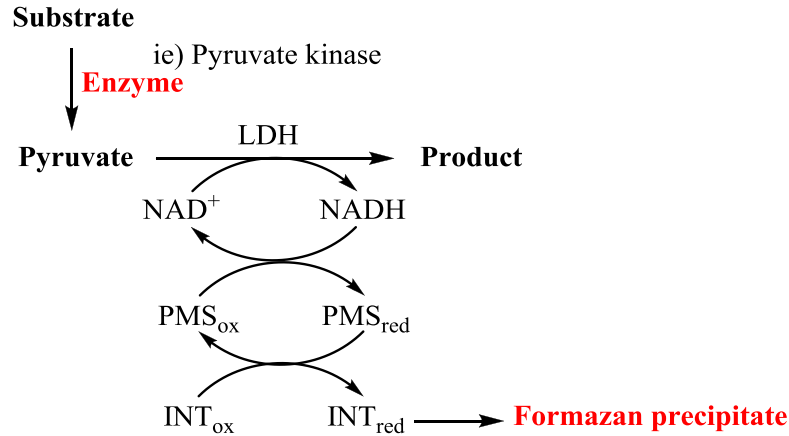 Substrate
ie) Pyruvate kinase
Enzyme
LDH
Pyruvate Product
NAD⁺ NADH
PMSox PMSred
INTox INTred Formazan precipitate